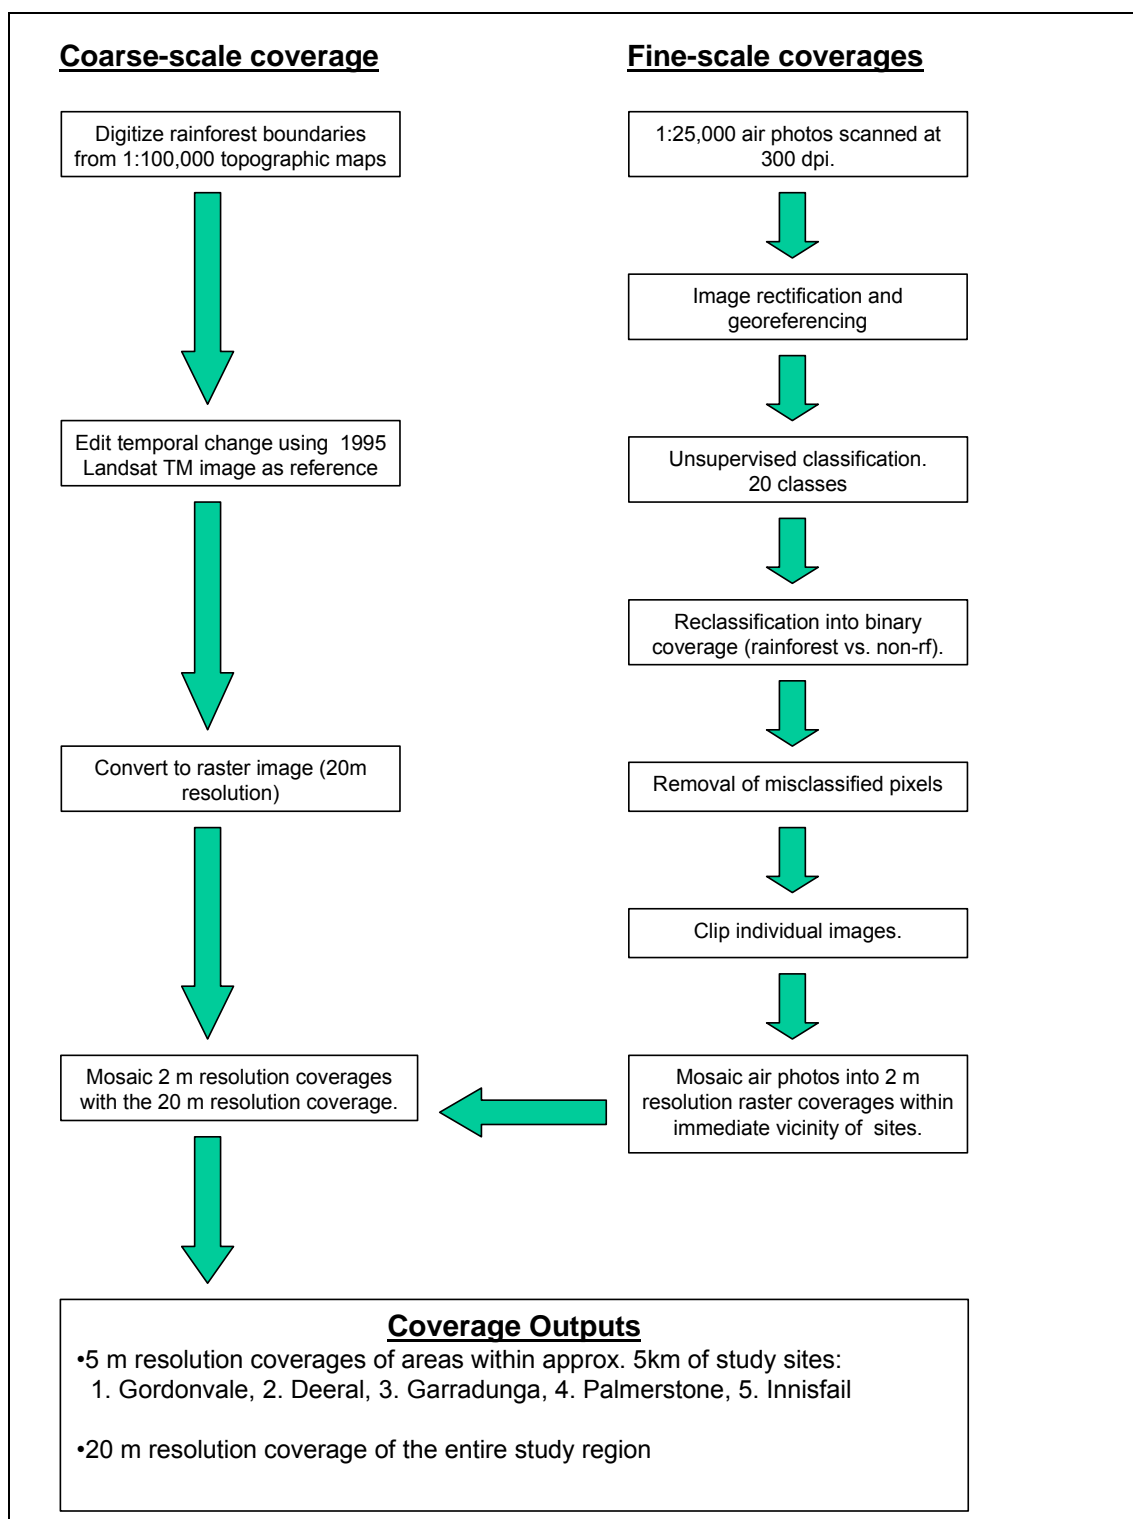 Coarse-scale coverage
Digitize rainforest boundaries
from 1:100,000 topographic maps
Edit temporal change using 1995
Landsat TM image as reference
Convert to raster image (20m
resolution)
Mosaic 2 m resolution coverages
with the 20 m resolution coverage.
Fine-scale coverages
1:25,000 air photos scanned at
300 dpi.
Image rectification and
georeferencing
Unsupervised classification.
20 classes
Reclassification into binary
coverage (rainforest vs. non-rf).
Removal of misclassified pixels
Clip individual images.
Mosaic air photos into 2 m
resolution raster coverages within
immediate vicinity of sites.
Coverage Outputs
•5 m resolution coverages of areas within approx. 5km of study sites:
1. Gordonvale, 2. Deeral, 3. Garradunga, 4. Palmerstone, 5. Innisfail
•20 m resolution coverage of the entire study region